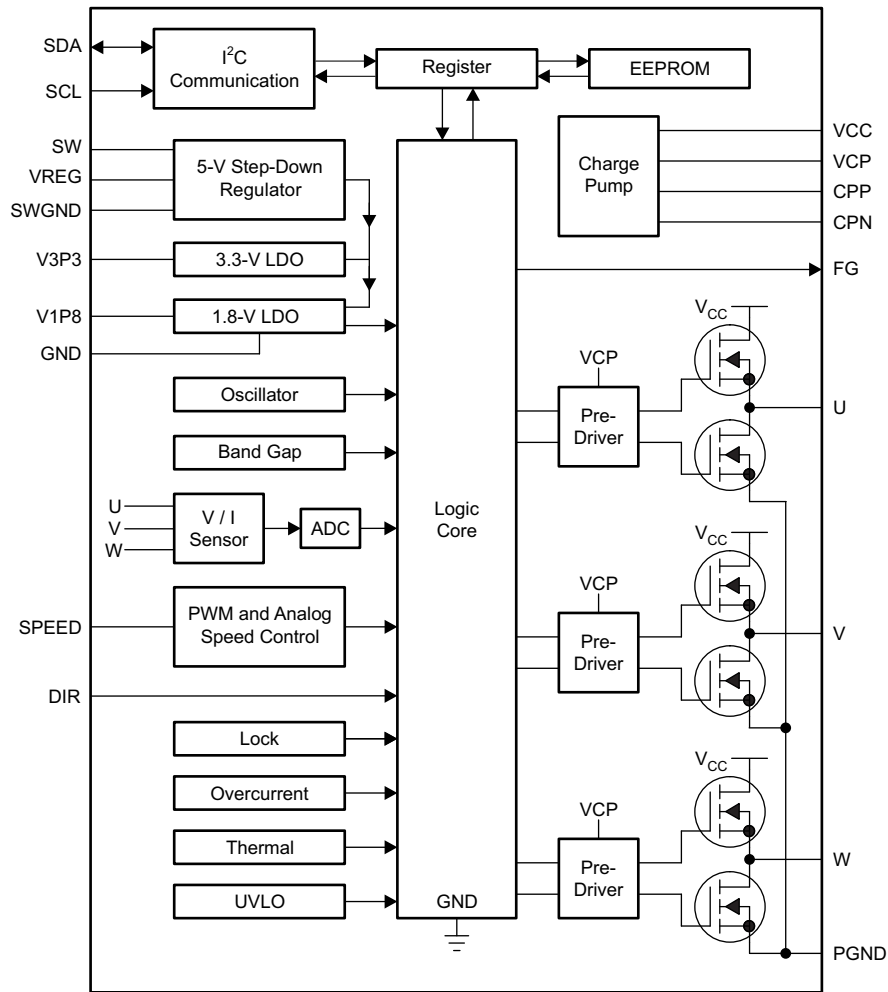 SDA
SCL
I²C
Communication
Register
EEPROM
SW
VREG
SWGND
5-V Step-Down
Regulator
V3P3
3.3-V LDO
V1P8
1.8-V LDO
GND
Oscillator
Band Gap
U
V
W
V / I
Sensor
ADC
SPEED
PWM and Analog
Speed Control
DIR
Lock
Overcurrent
Thermal
UVLO
Logic
Core
GND
Charge
Pump
VCC
VCP
CPP
CPN
FG
VCC
VCP
Pre-
Driver
U
VCC
VCP
Pre-
Driver
V
VCC
VCP
Pre-
Driver
W
PGND